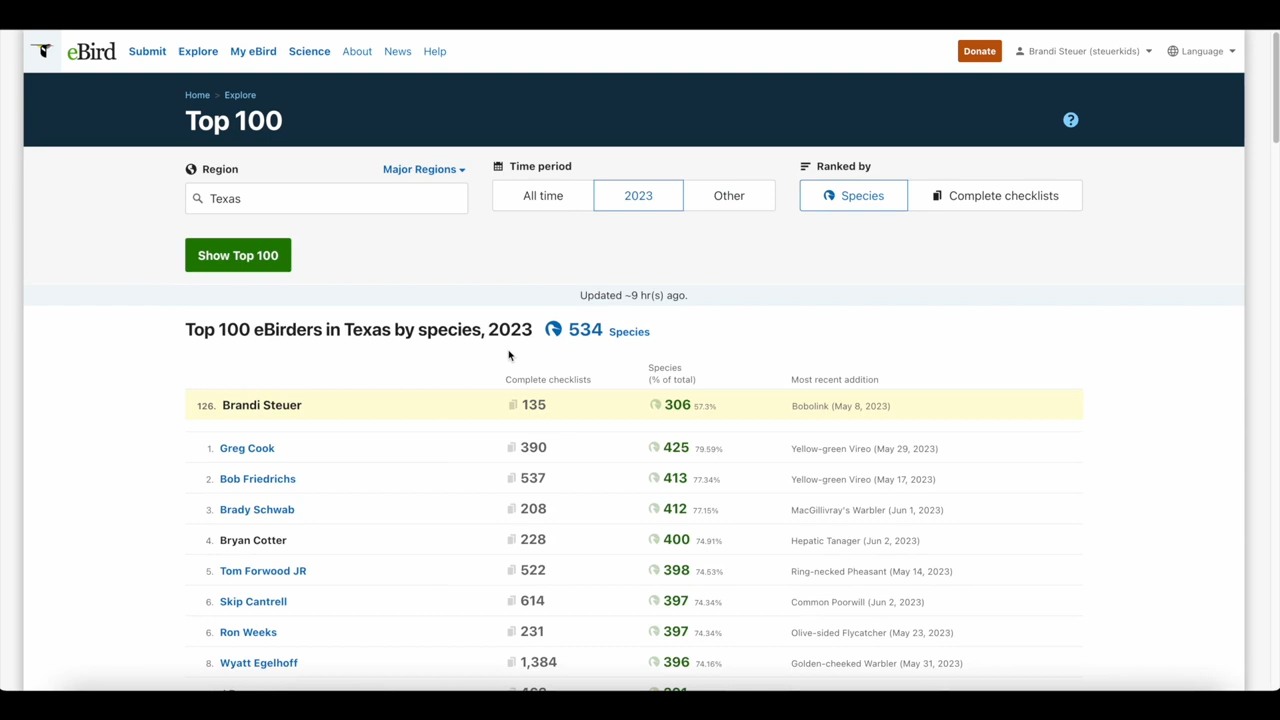 eBird Submit Explore My eBird Science About News Help Donate Brandi Steuer (steuerkids) Language
Home > Explore
Top 100
Region Major Regions
Texas
Time period
All time 2023 Other
Ranked by
Species Complete checklists
Show Top 100
Updated ~9 hr(s) ago.
Top 100 eBirders in Texas by species, 2023 534 Species
Complete checklists Species (% of total) Most recent addition
126. Brandi Steuer 135 306 57.3% Bobolink (May 8, 2023)
1. Greg Cook 390 425 79.59% Yellow-green Vireo (May 29, 2023)
2. Bob Friedrichs 537 413 77.34% Yellow-green Vireo (May 17, 2023)
3. Brady Schwab 208 412 77.15% MacGillivray's Warbler (Jun 1, 2023)
4. Bryan Cotter 228 400 74.91% Hepatic Tanager (Jun 2, 2023)
5. Tom Forwood JR 522 398 74.53% Ring-necked Pheasant (May 14, 2023)
6. Skip Cantrell 614 397 74.34% Common Poorwill (Jun 2, 2023)
6. Ron Weeks 231 397 74.34% Olive-sided Flycatcher (May 23, 2023)
8. Wyatt Egelhoff 1,384 396 74.16% Golden-cheeked Warbler (May 31, 2023)